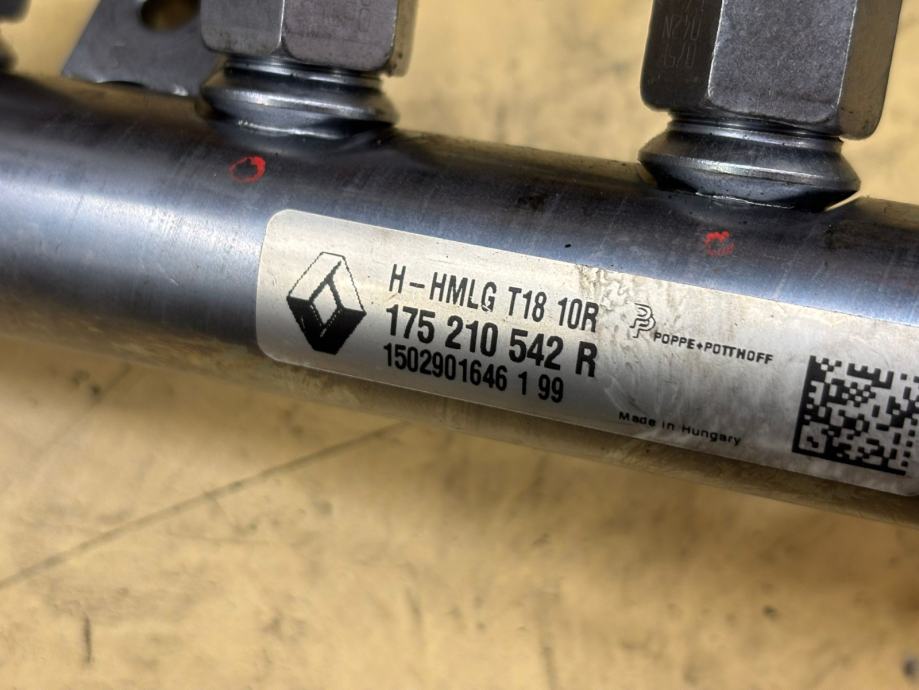 H-HMLG T18 10R
175 210 542 R
1502901646 1 99
POPPE+POTTHOFF
Made in Hungary